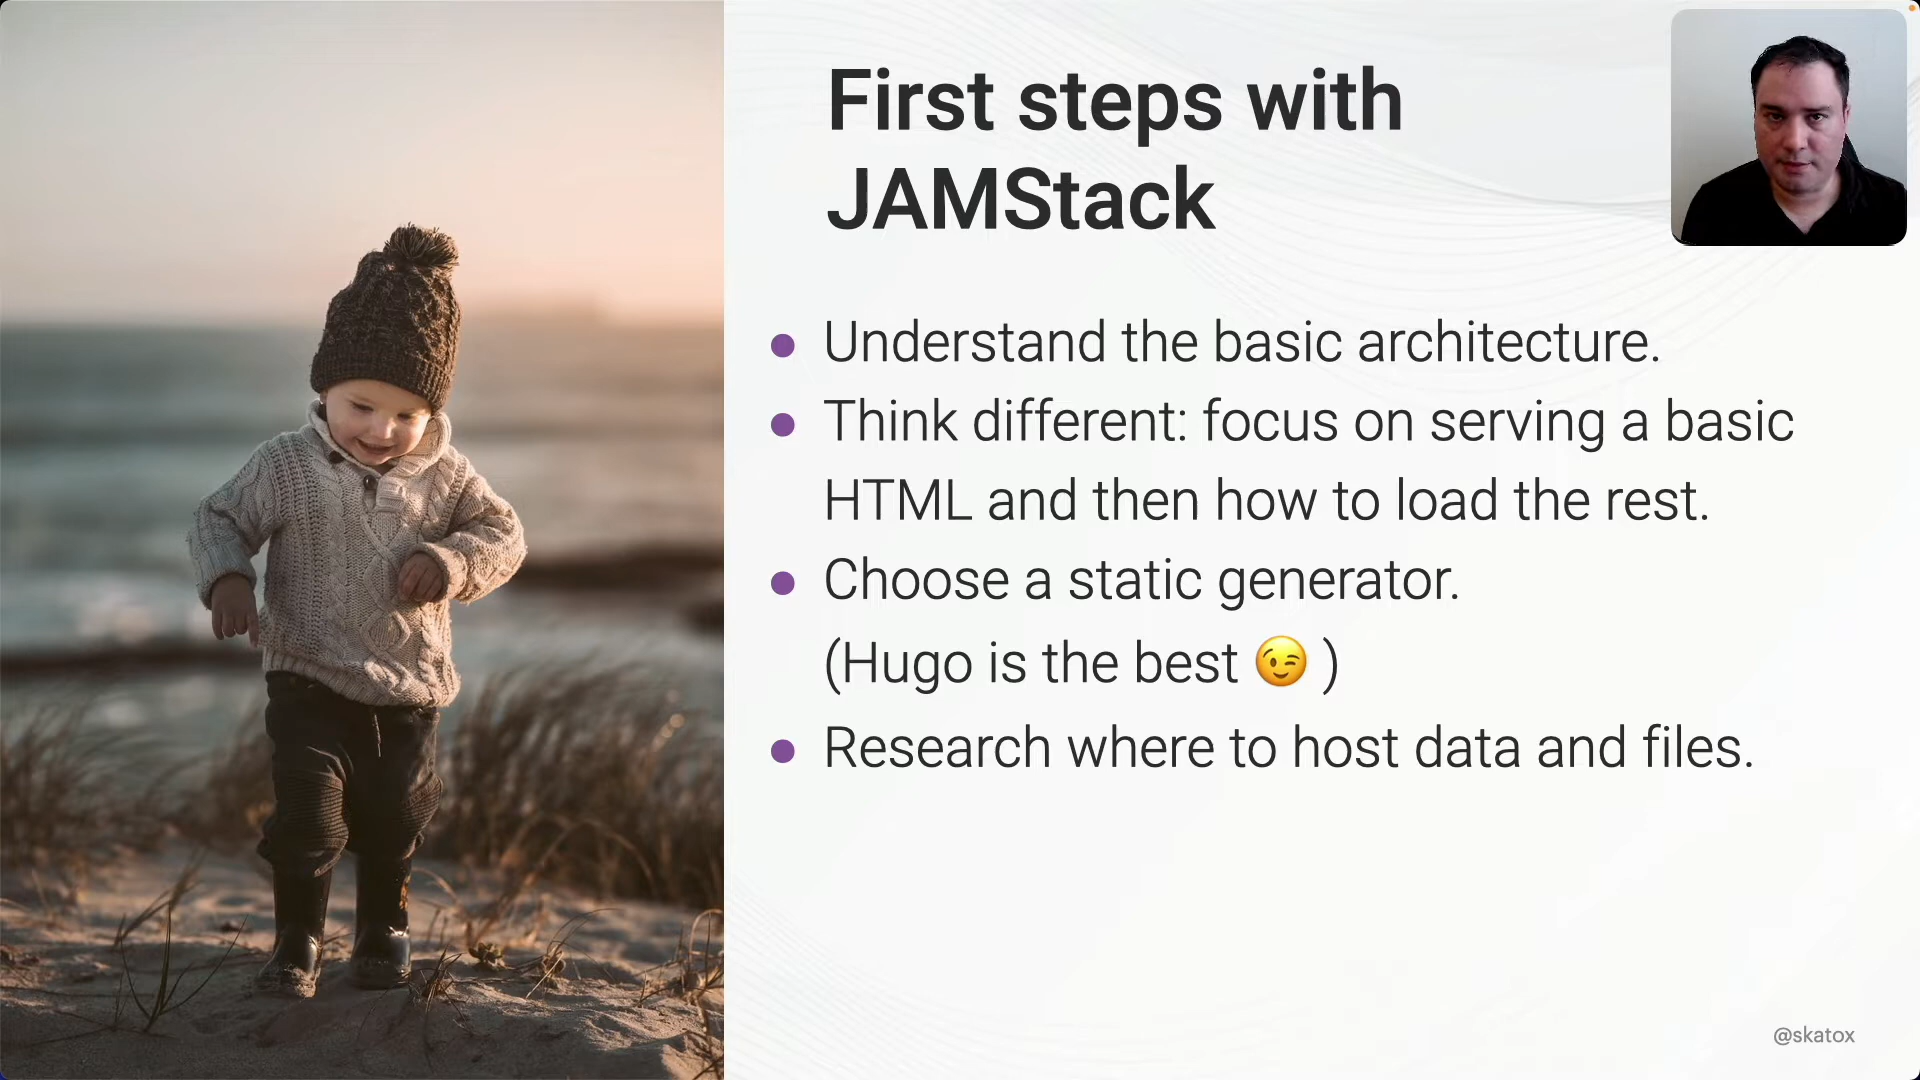 First steps with
JAMStack
Understand the basic architecture.
Think different: focus on serving a basic
HTML and then how to load the rest.
Choose a static generator.
(Hugo is the best 😉 )
Research where to host data and files.
@skatox